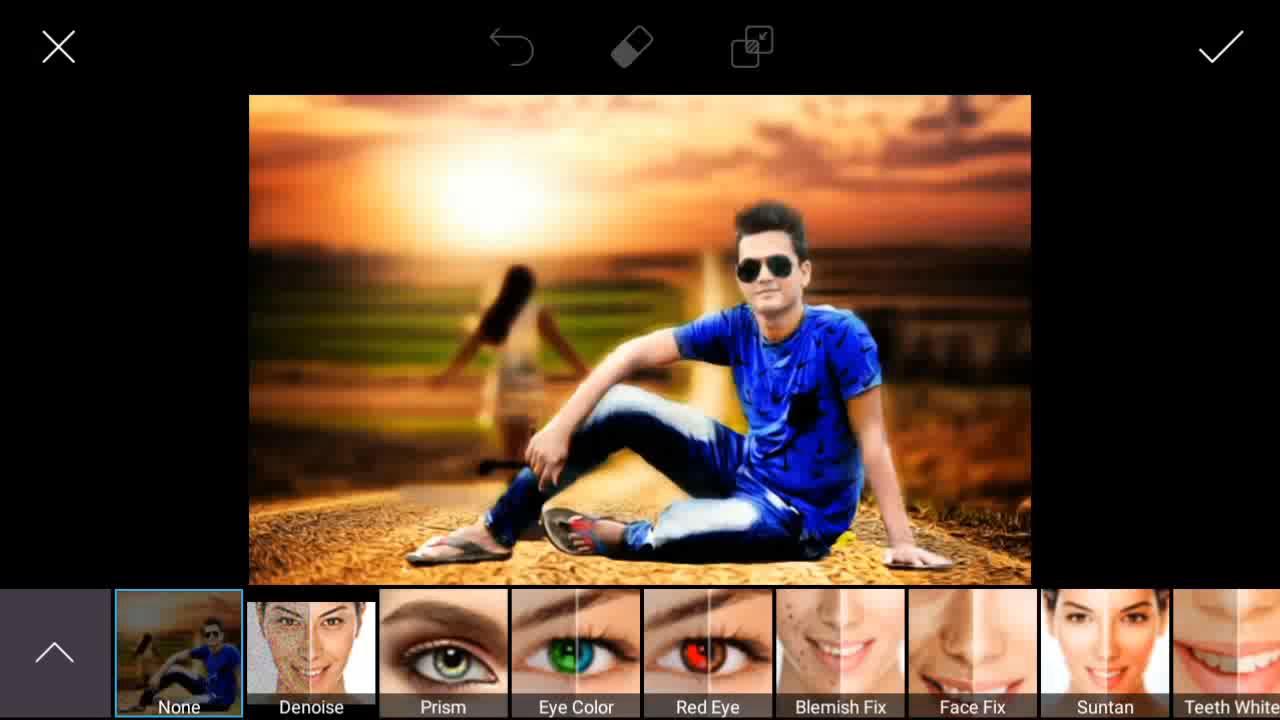 None
Denoise
Prism
Eye Color
Red Eye
Blemish Fix
Face Fix
Suntan
Teeth White